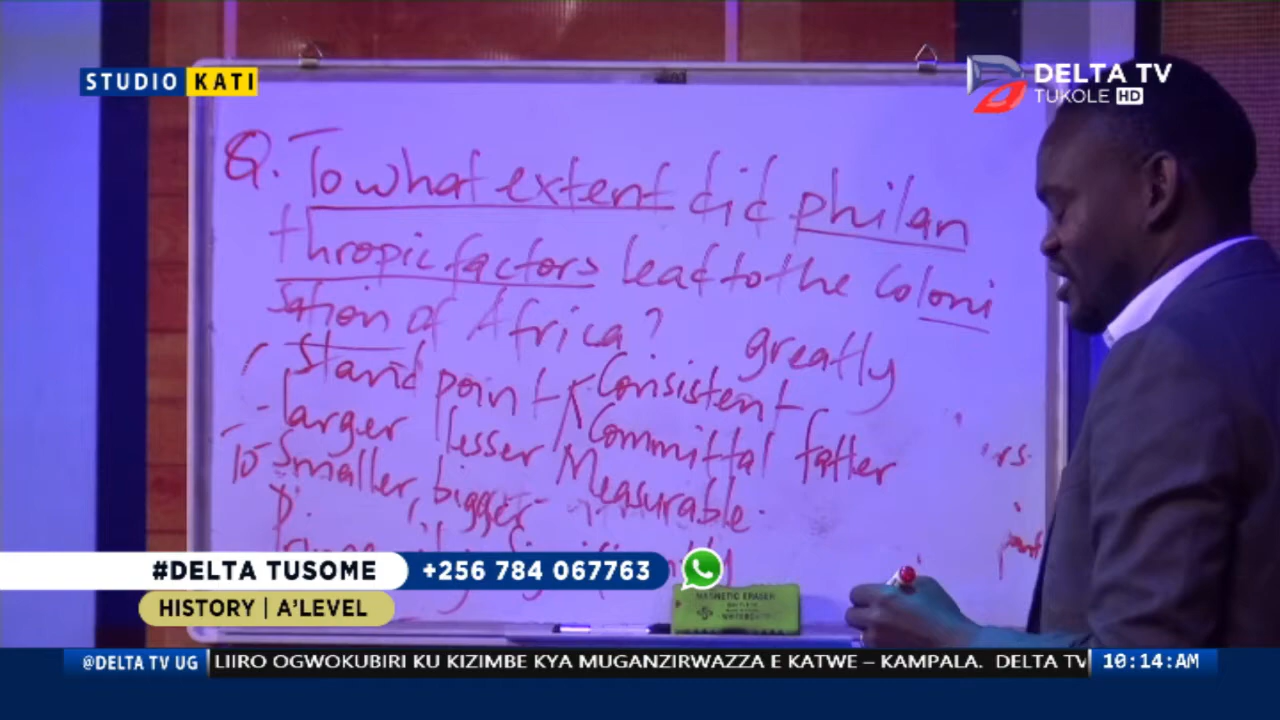 STUDIO KATI
DELTA TV
TUKOLE HD
Q. To what extent did philan
thropic factors lead to the Coloni
sation of Africa?
greatly
Stand point
Consistent
larger lesser
Committal
Smaller, bigger
Measurable
MAGNETIC ERASER
#DELTA TUSOME
+256 784 067763
HISTORY | A'LEVEL
@DELTA TV UG
LIIRO OGWOKUBIRI KU KIZIMBE KYA MUGANZIRWAZZA E KATWE – KAMPALA. DELTA TV
10:14:AM